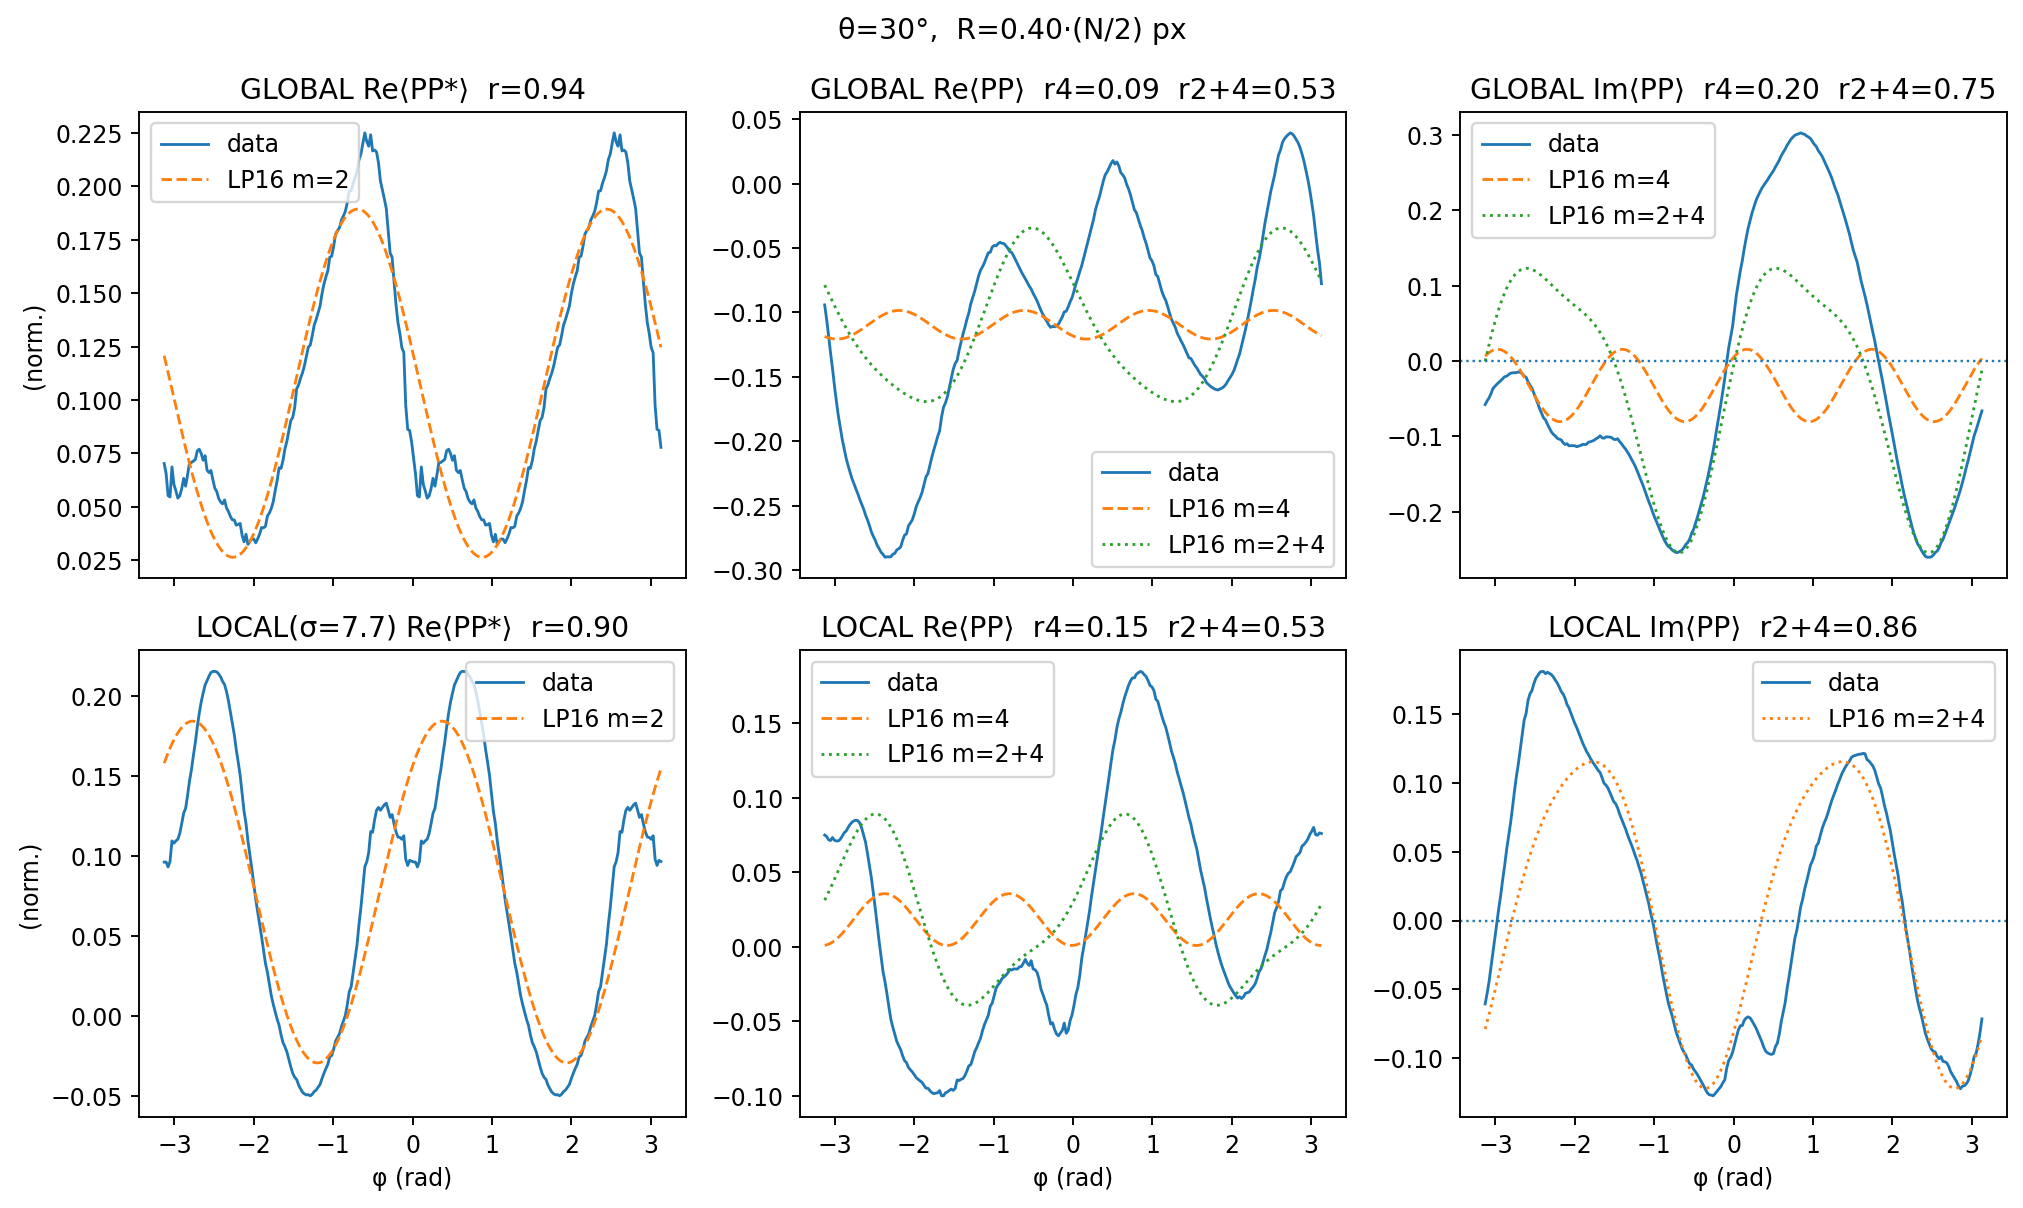 θ=30°,  R=0.40·(N/2) px
GLOBAL Re⟨PP*⟩  r=0.94
0.225
0.200
0.175
0.150
0.125
0.100
0.075
0.050
0.025
(norm.)
data
LP16 m=2
GLOBAL Re⟨PP⟩  r4=0.09  r2+4=0.53
0.05
0.00
−0.05
−0.10
−0.15
−0.20
−0.25
−0.30
data
LP16 m=4
LP16 m=2+4
GLOBAL Im⟨PP⟩  r4=0.20  r2+4=0.75
0.3
0.2
0.1
0.0
−0.1
−0.2
data
LP16 m=4
LP16 m=2+4
LOCAL(σ=7.7) Re⟨PP*⟩  r=0.90
0.20
0.15
0.10
0.05
0.00
−0.05
(norm.)
data
LP16 m=2
−3 −2 −1 0 1 2 3
φ (rad)
LOCAL Re⟨PP⟩  r4=0.15  r2+4=0.53
0.15
0.10
0.05
0.00
−0.05
−0.10
data
LP16 m=4
LP16 m=2+4
−3 −2 −1 0 1 2 3
φ (rad)
LOCAL Im⟨PP⟩  r2+4=0.86
0.15
0.10
0.05
0.00
−0.05
−0.10
data
LP16 m=2+4
−3 −2 −1 0 1 2 3
φ (rad)